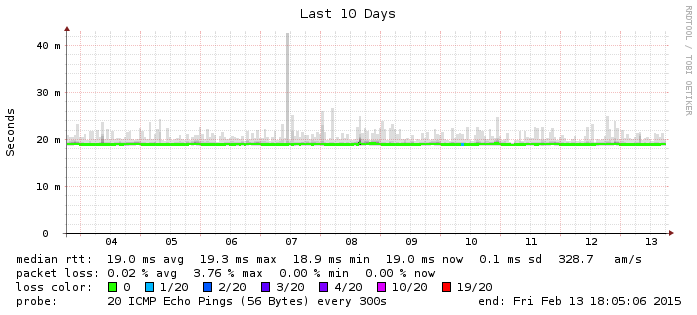 Last 10 Days
RRDTOOL / TOBI OETIKER
Seconds
40 m
30 m
20 m
10 m
0
04 05 06 07 08 09 10 11 12 13
median rtt: 19.0 ms avg 19.3 ms max 18.9 ms min 19.0 ms now 0.1 ms sd 328.7 am/s
packet loss: 0.02 % avg 3.76 % max 0.00 % min 0.00 % now
loss color: 0 1/20 2/20 3/20 4/20 10/20 19/20
probe: 20 ICMP Echo Pings (56 Bytes) every 300s end: Fri Feb 13 18:05:06 2015